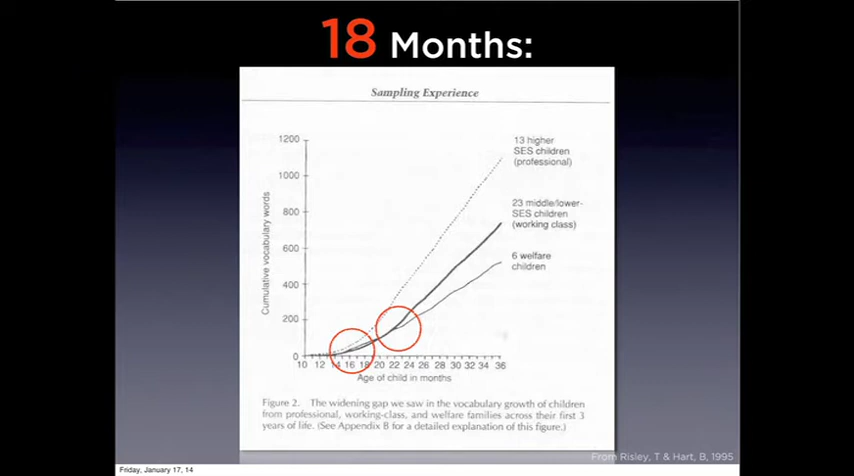 18 Months:
Sampling Experience
1200
1000
800
600
400
200
0
Cumulative vocabulary words
13 higher
SES children
(professional)
23 middle/lower-
SES children
(working class)
6 welfare
children
10 12 14 16 18 20 22 24 26 28 30 32 34 36
Age of child in months
Figure 2. The widening gap we saw in the vocabulary growth of children
from professional, working-class, and welfare families across their first 3
years of life. (See Appendix B for a detailed explanation of this figure.)
From Risley, T & Hart, B, 1995
Friday, January 17, 14